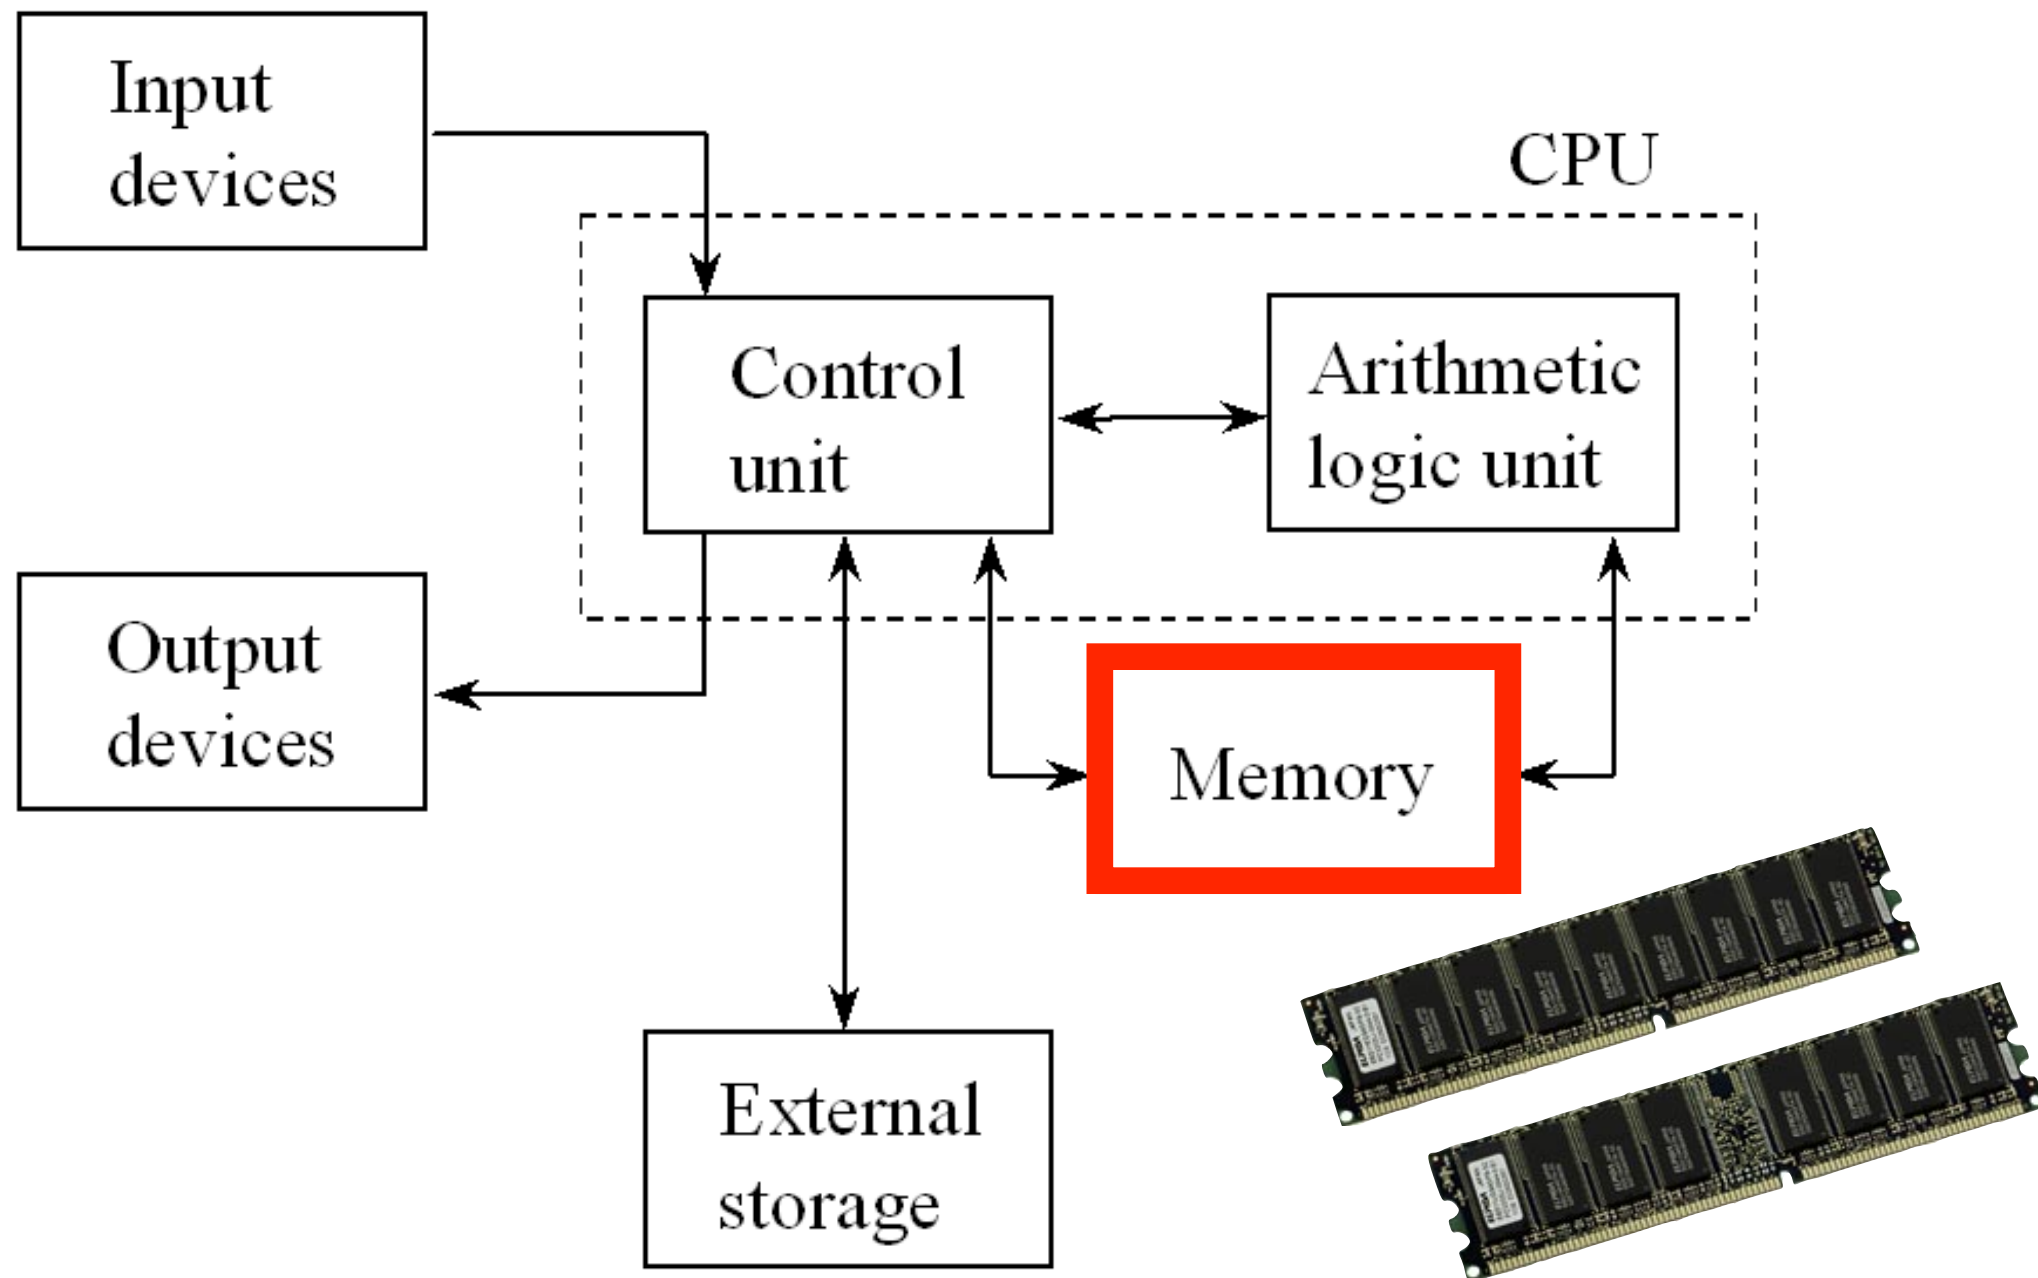 Input
devices
CPU
Control
unit
Arithmetic
logic unit
Output
devices
Memory
External
storage